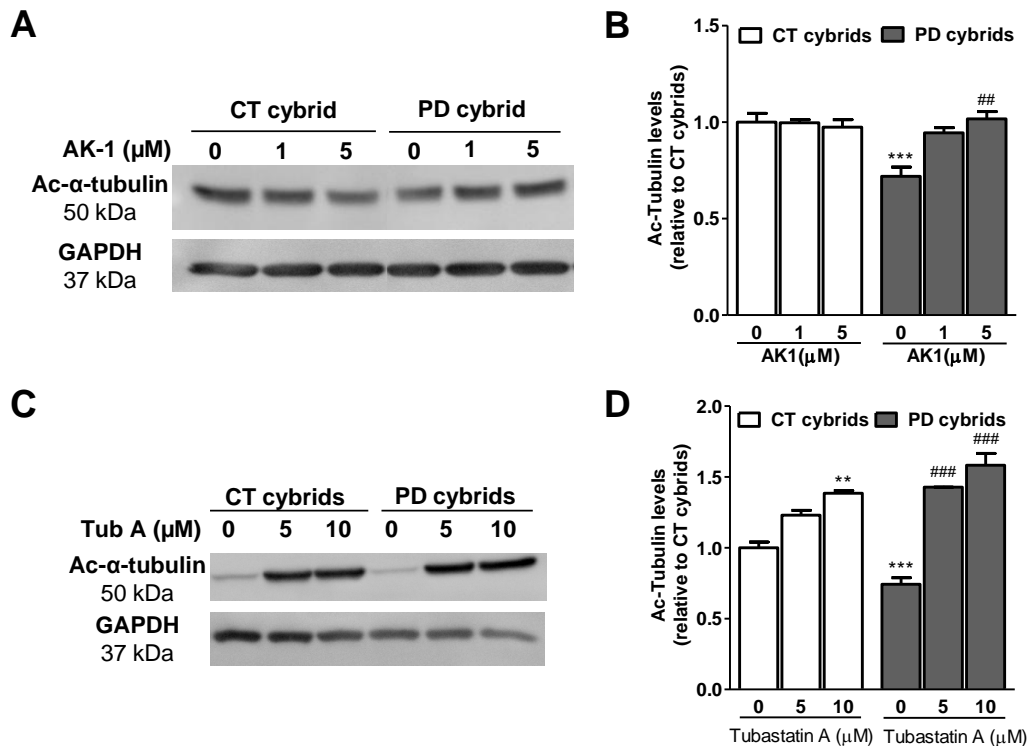 A
CT cybrid PD cybrid
AK-1 (µM) 0 1 5 0 1 5
Ac-α-tubulin
50 kDa
GAPDH
37 kDa
B
CT cybrids PD cybrids
Ac-Tubulin levels
(relative to CT cybrids)
1.5
1.0
0.5
0.0
***
##
0 1 5 0 1 5
AK1(µM) AK1(µM)
C
CT cybrids PD cybrids
Tub A (µM) 0 5 10 0 5 10
Ac-α-tubulin
50 kDa
GAPDH
37 kDa
D
CT cybrids PD cybrids
Ac-Tubulin levels
(relative to CT cybrids)
2.0
1.5
1.0
0.5
0.0
**
***
###
###
0 5 10 0 5 10
Tubastatin A (µM) Tubastatin A (µM)